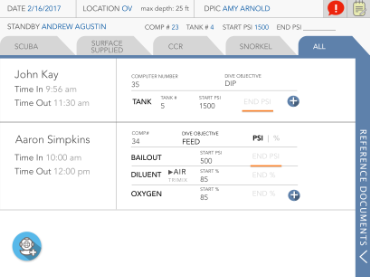 DATE 2/16/2017 LOCATION OV max depth: 25 ft DPIC AMY ARNOLD
STANDBY ANDREW AGUSTIN COMP # 23 TANK # 4 START PSI 1500 END PSI
SCUBA SURFACE SUPPLIED CCR SNORKEL ALL
John Kay
Time In 9:56 am
Time Out 11:30 am
COMPUTER NUMBER DIVE OBJECTIVE
35 DIP
TANK # START PSI
TANK 5 1500 END PSI
Aaron Simpkins
Time In 10:00 am
Time Out 12:00 pm
COMP# DIVE OBJECTIVE
34 FEED PSI | %
START PSI
BAILOUT 500 END PSI
START %
DILUENT ▶AIR 85 END %
TRIMIX
START %
OXYGEN 85 END %
REFERENCE DOCUMENTS